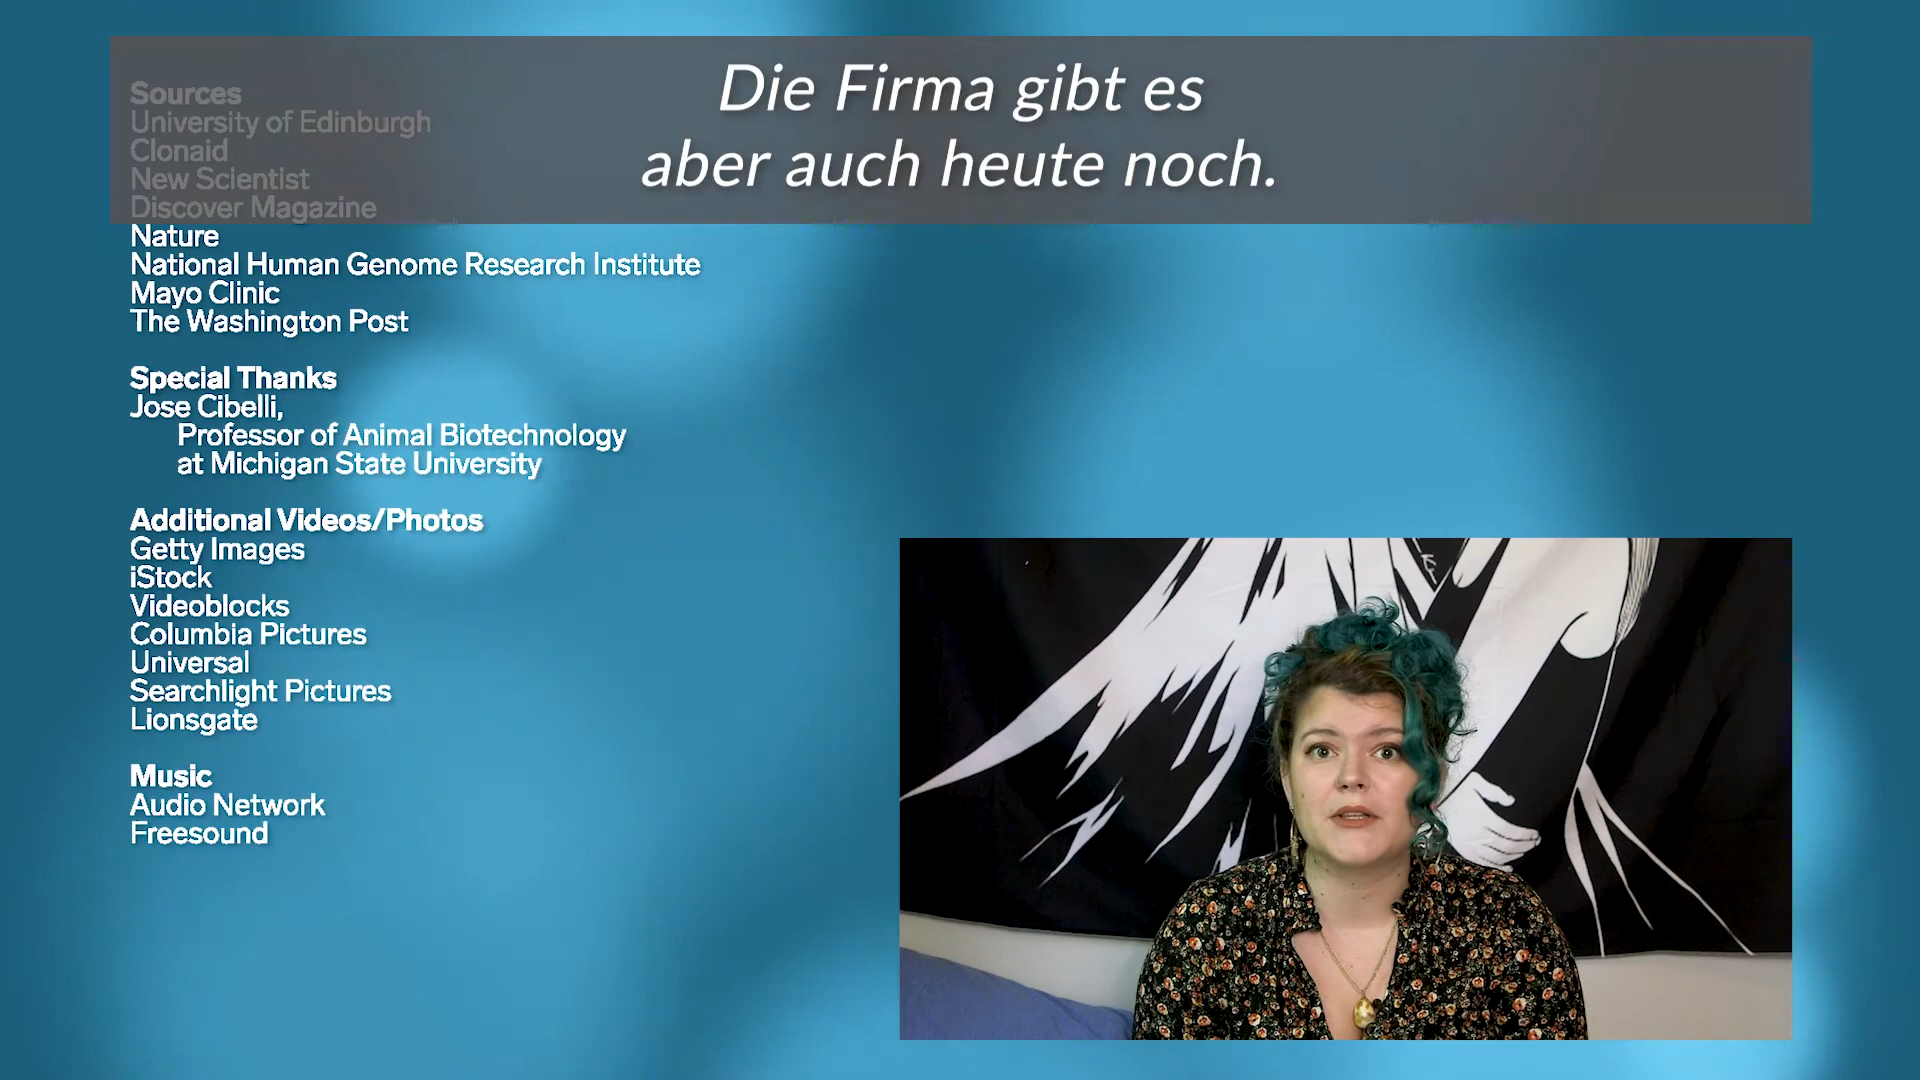 Die Firma gibt es
aber auch heute noch.
Sources
University of Edinburgh
Clonaid
New Scientist
Discover Magazine
Nature
National Human Genome Research Institute
Mayo Clinic
The Washington Post
Special Thanks
Jose Cibelli,
Professor of Animal Biotechnology
at Michigan State University
Additional Videos/Photos
Getty Images
iStock
Videoblocks
Columbia Pictures
Universal
Searchlight Pictures
Lionsgate
Music
Audio Network
Freesound